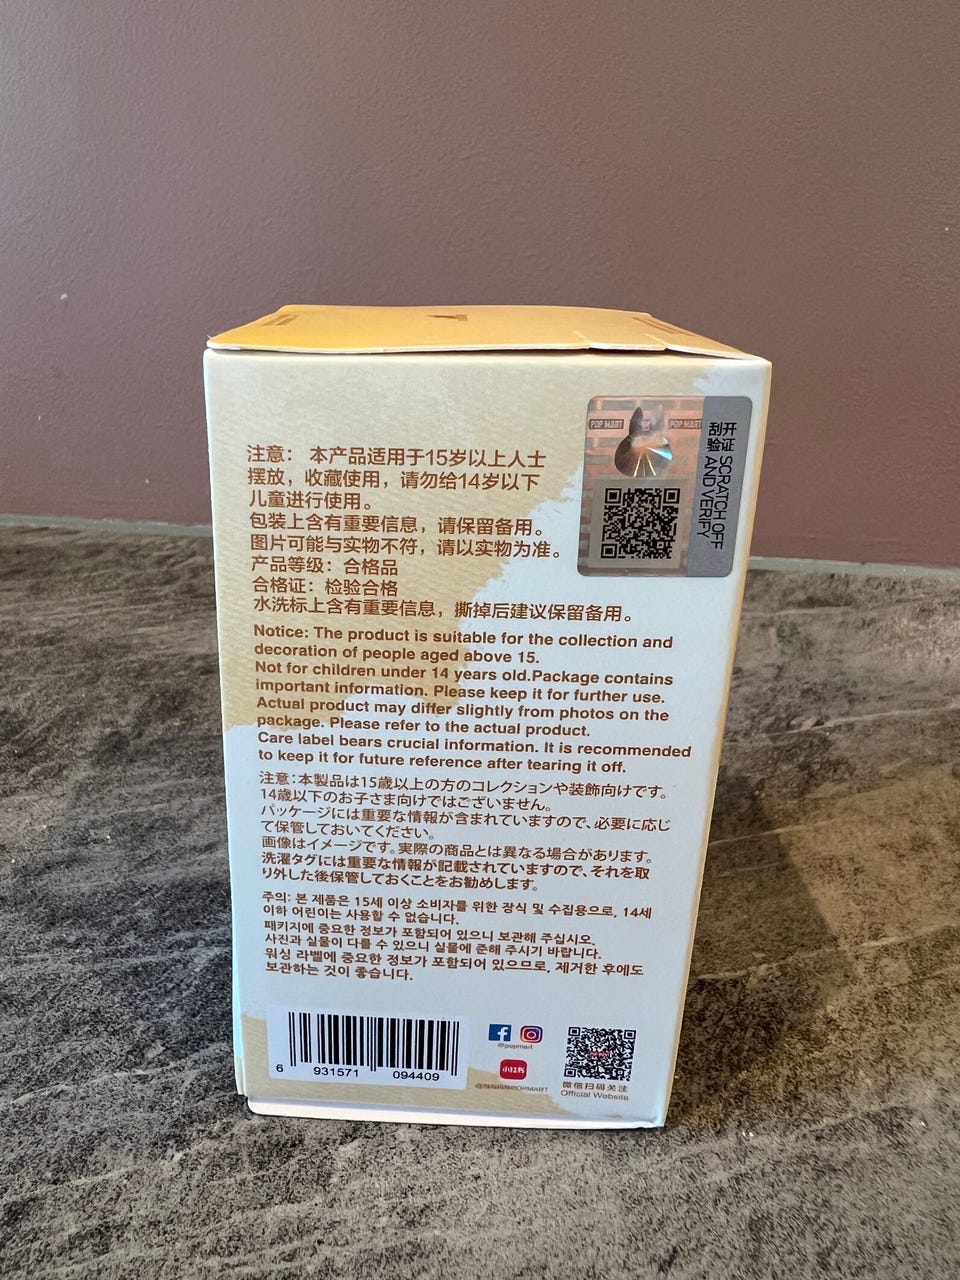 POP MART
POP MART
刮开
验证
SCRATCH OFF
AND VERIFY
注意： 本产品适用于15岁以上人士
摆放，收藏使用，请勿给14岁以下
儿童进行使用。
包装上含有重要信息，请保留备用。
图片可能与实物不符，请以实物为准。
产品等级：合格品
合格证：检验合格
水洗标上含有重要信息，撕掉后建议保留备用。
Notice: The product is suitable for the collection and
decoration of people aged above 15.
Not for children under 14 years old.Package contains
important information. Please keep it for further use.
Actual product may differ slightly from photos on the
package. Please refer to the actual product.
Care label bears crucial information. It is recommended
to keep it for future reference after tearing it off.
注意：本製品は15歳以上の方のコレクションや装飾向けです。
14歳以下のお子さま向けではございません。
パッケージには重要な情報が含まれていますので、必要に応じ
て保管しておいてください。
画像はイメージです。実際の商品とは異なる場合があります。
洗濯タグには重要な情報が記載されていますので、それを取
り外した後保管しておくことをお勧めします。
주의: 본 제품은 15세 이상 소비자를 위한 장식 및 수집용으로, 14세
이하 어린이는 사용할 수 없습니다.
패키지에 중요한 정보가 포함되어 있으니 보관해 주십시오.
사진과 실물이 다를 수 있으니 실물에 준해 주시기 바랍니다.
워싱 라벨에 중요한 정보가 포함되어 있으므로, 제거한 후에도
보관하는 것이 좋습니다.
6 931571 094409
@popmart
小红书
POPMART
微信扫码关注
Official Website